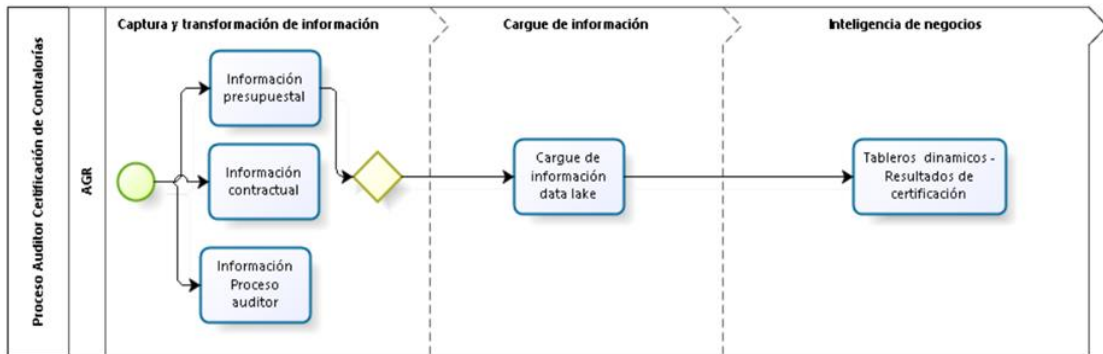 Proceso Auditor Certificación de Contralorías
AGR
Captura y transformación de información
Cargue de información
Inteligencia de negocios
Información
presupuestal
Información
contractual
Información
Proceso
auditor
Cargue de
información
data lake
Tableros dinamicos -
Resultados de
certificación